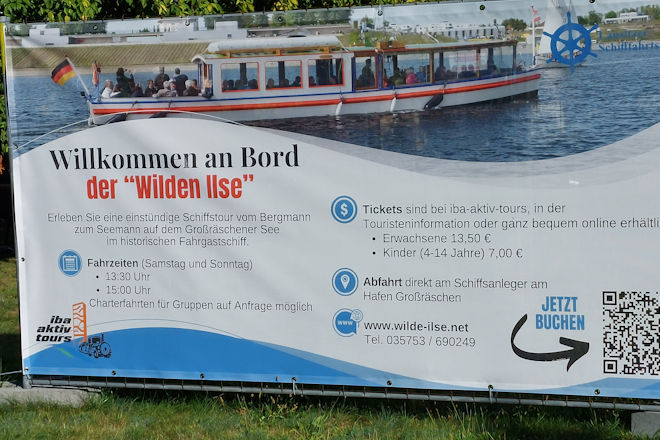 Schifffahrt
Willkommen an Bord
der “Wilden Ilse”
Erleben Sie eine einstündige Schiffstour vom Bergmann
zum Seemann auf dem Großräschener See
im historischen Fahrgastschiff.
Fahrzeiten (Samstag und Sonntag)
• 13:30 Uhr
• 15:00 Uhr
Charterfahrten für Gruppen auf Anfrage möglich
iba
aktiv
tours
Tickets sind bei iba-aktiv-tours, in der
Touristeninformation oder ganz bequem online erhältli
• Erwachsene 13,50 €
• Kinder (4-14 Jahre) 7,00 €
Abfahrt direkt am Schiffsanleger am
Hafen Großräschen
www.wilde-ilse.net
Tel. 035753 / 690249
JETZT
BUCHEN